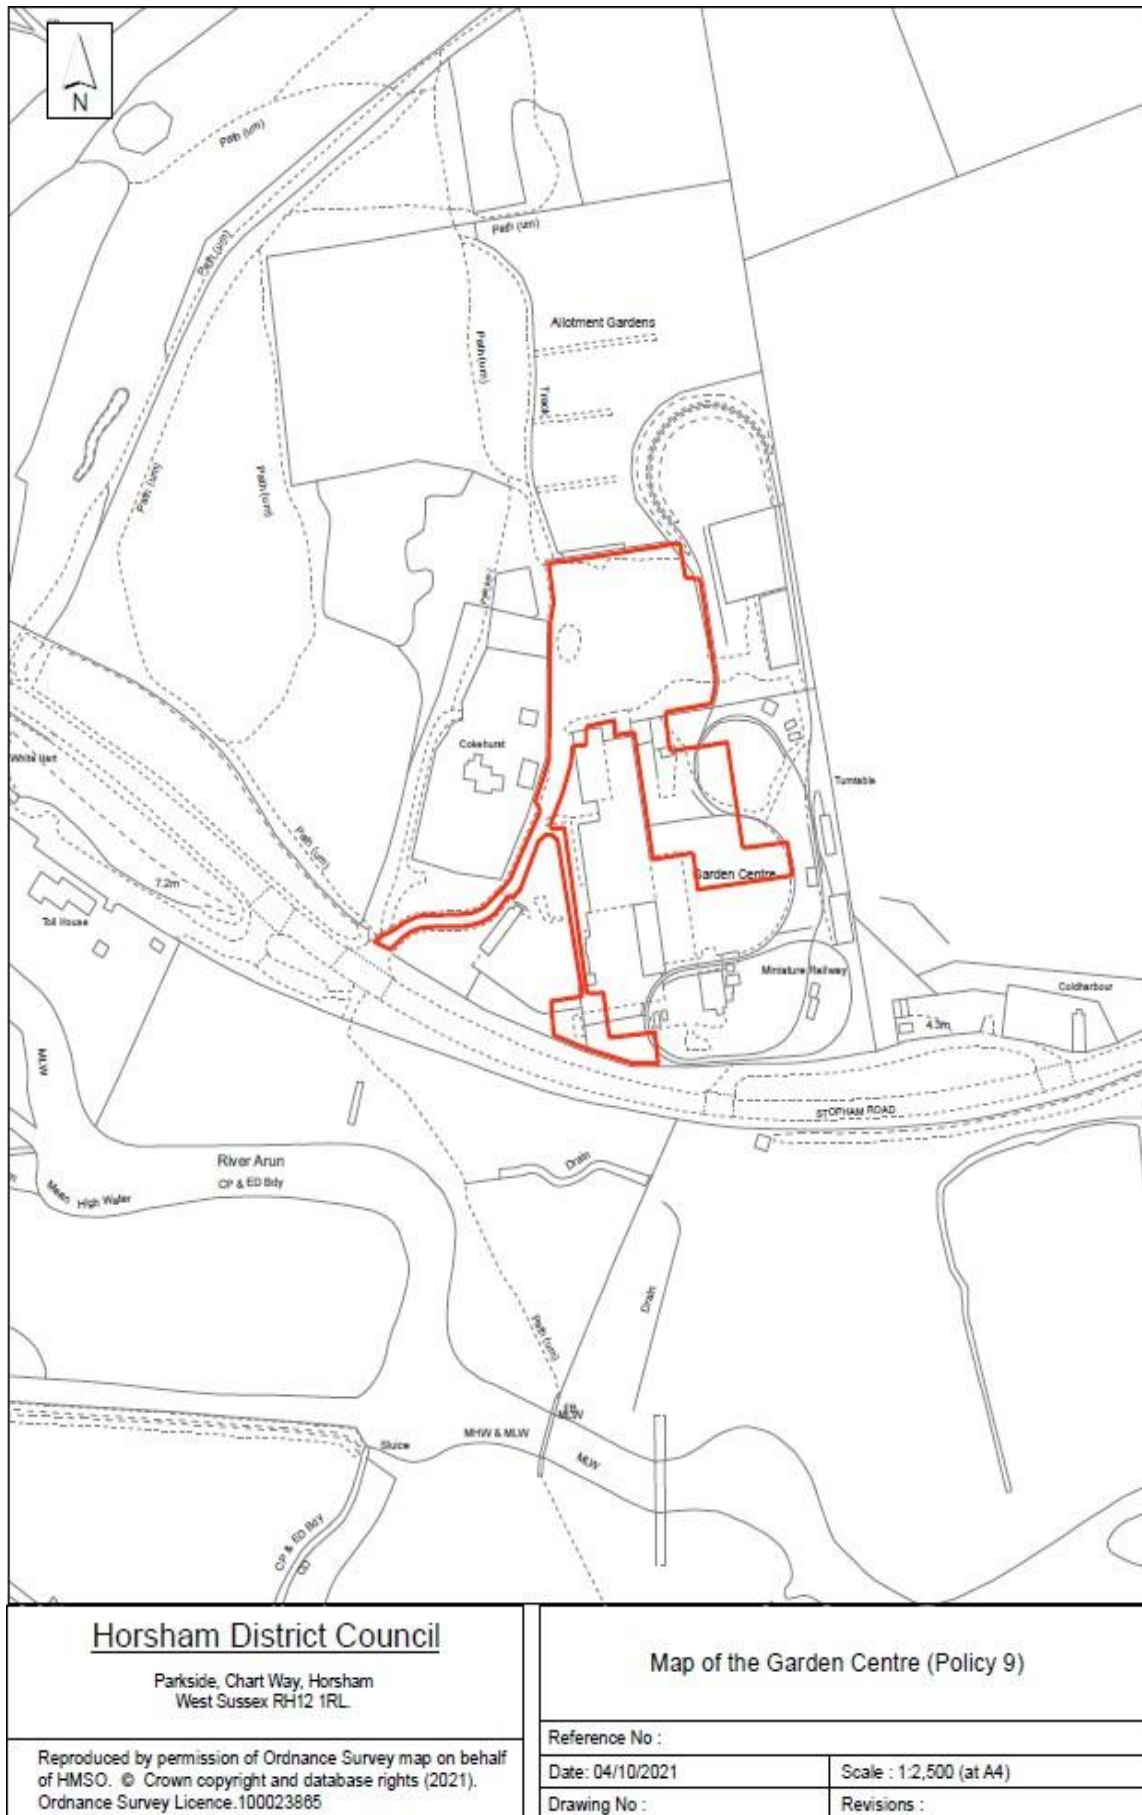 N
Path (um)
Path (um)
Path (um)
Allotment Gardens
Path (um)
Track
Path (um)
Path (um)
Cokehurst
White Hart
Turntable
Path (um)
Garden Centre
7.2m
Toll House
Miniature Railway
Coldharbour
4.3m
MLW
STOPHAM ROAD
River Arun
CP & ED Bdy
Drain
Mean High Water
Drain
Path (um)
FB
MLW
Sluice
MHW & MLW
MLW
CP & ED Bdy
Horsham District Council
Parkside, Chart Way, Horsham
West Sussex RH12 1RL.
Reproduced by permission of Ordnance Survey map on behalf
of HMSO. © Crown copyright and database rights (2021).
Ordnance Survey Licence.100023865
Map of the Garden Centre (Policy 9)
Reference No :
Date: 04/10/2021
Scale : 1:2,500 (at A4)
Drawing No :
Revisions :